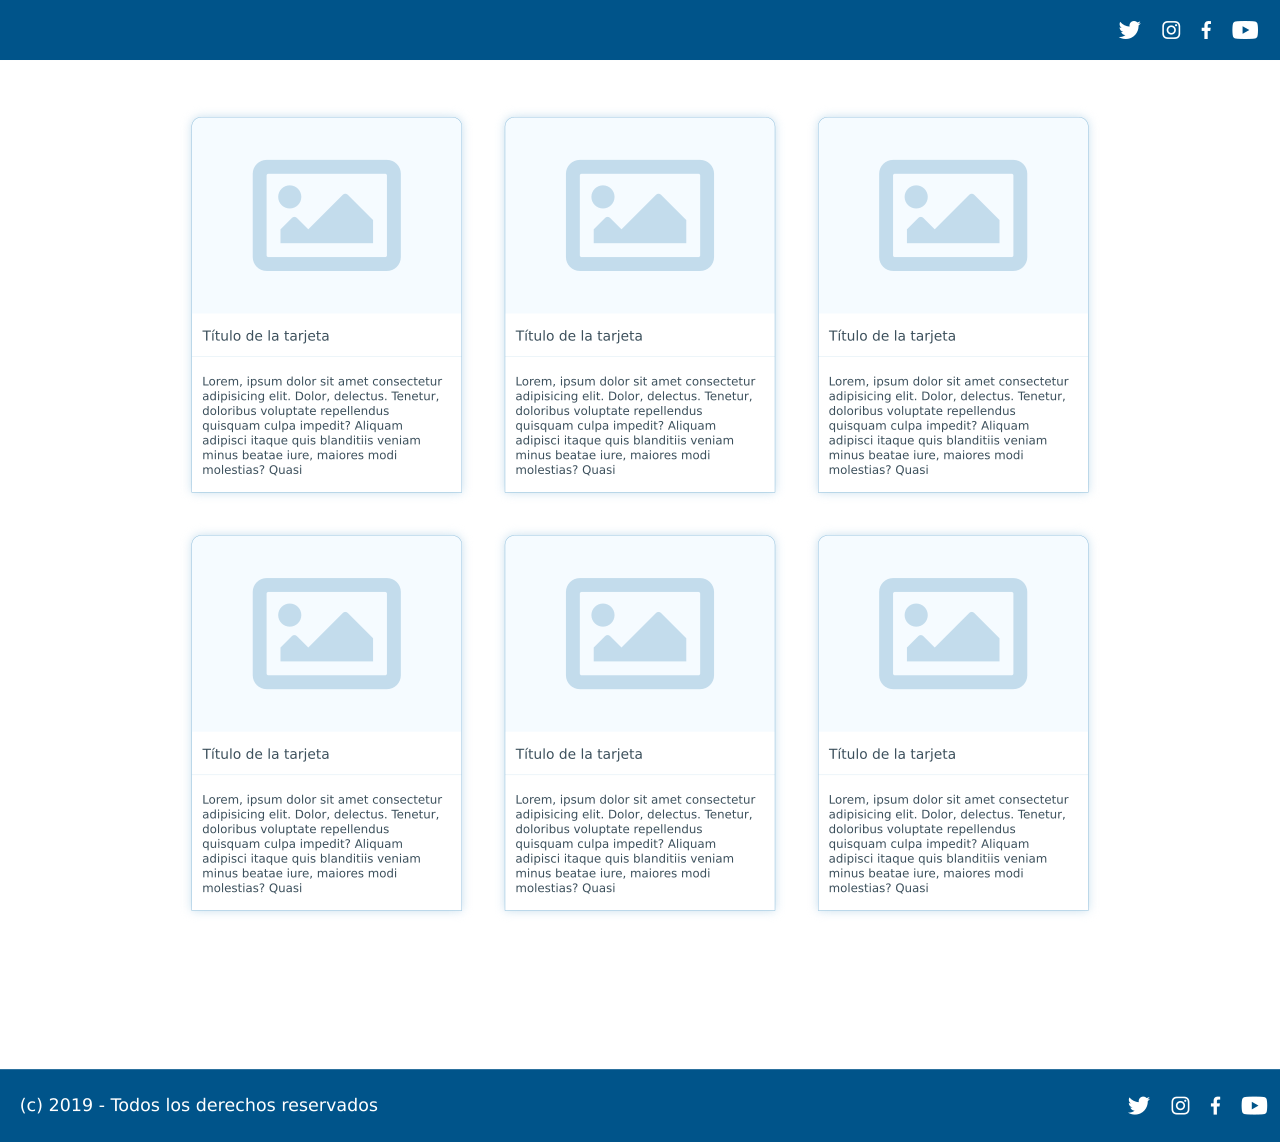 Título de la tarjeta
Lorem, ipsum dolor sit amet consectetur
adipisicing elit. Dolor, delectus. Tenetur,
doloribus voluptate repellendus
quisquam culpa impedit? Aliquam
adipisci itaque quis blanditiis veniam
minus beatae iure, maiores modi
molestias? Quasi
Título de la tarjeta
Lorem, ipsum dolor sit amet consectetur
adipisicing elit. Dolor, delectus. Tenetur,
doloribus voluptate repellendus
quisquam culpa impedit? Aliquam
adipisci itaque quis blanditiis veniam
minus beatae iure, maiores modi
molestias? Quasi
Título de la tarjeta
Lorem, ipsum dolor sit amet consectetur
adipisicing elit. Dolor, delectus. Tenetur,
doloribus voluptate repellendus
quisquam culpa impedit? Aliquam
adipisci itaque quis blanditiis veniam
minus beatae iure, maiores modi
molestias? Quasi
Título de la tarjeta
Lorem, ipsum dolor sit amet consectetur
adipisicing elit. Dolor, delectus. Tenetur,
doloribus voluptate repellendus
quisquam culpa impedit? Aliquam
adipisci itaque quis blanditiis veniam
minus beatae iure, maiores modi
molestias? Quasi
Título de la tarjeta
Lorem, ipsum dolor sit amet consectetur
adipisicing elit. Dolor, delectus. Tenetur,
doloribus voluptate repellendus
quisquam culpa impedit? Aliquam
adipisci itaque quis blanditiis veniam
minus beatae iure, maiores modi
molestias? Quasi
Título de la tarjeta
Lorem, ipsum dolor sit amet consectetur
adipisicing elit. Dolor, delectus. Tenetur,
doloribus voluptate repellendus
quisquam culpa impedit? Aliquam
adipisci itaque quis blanditiis veniam
minus beatae iure, maiores modi
molestias? Quasi
(c) 2019 - Todos los derechos reservados